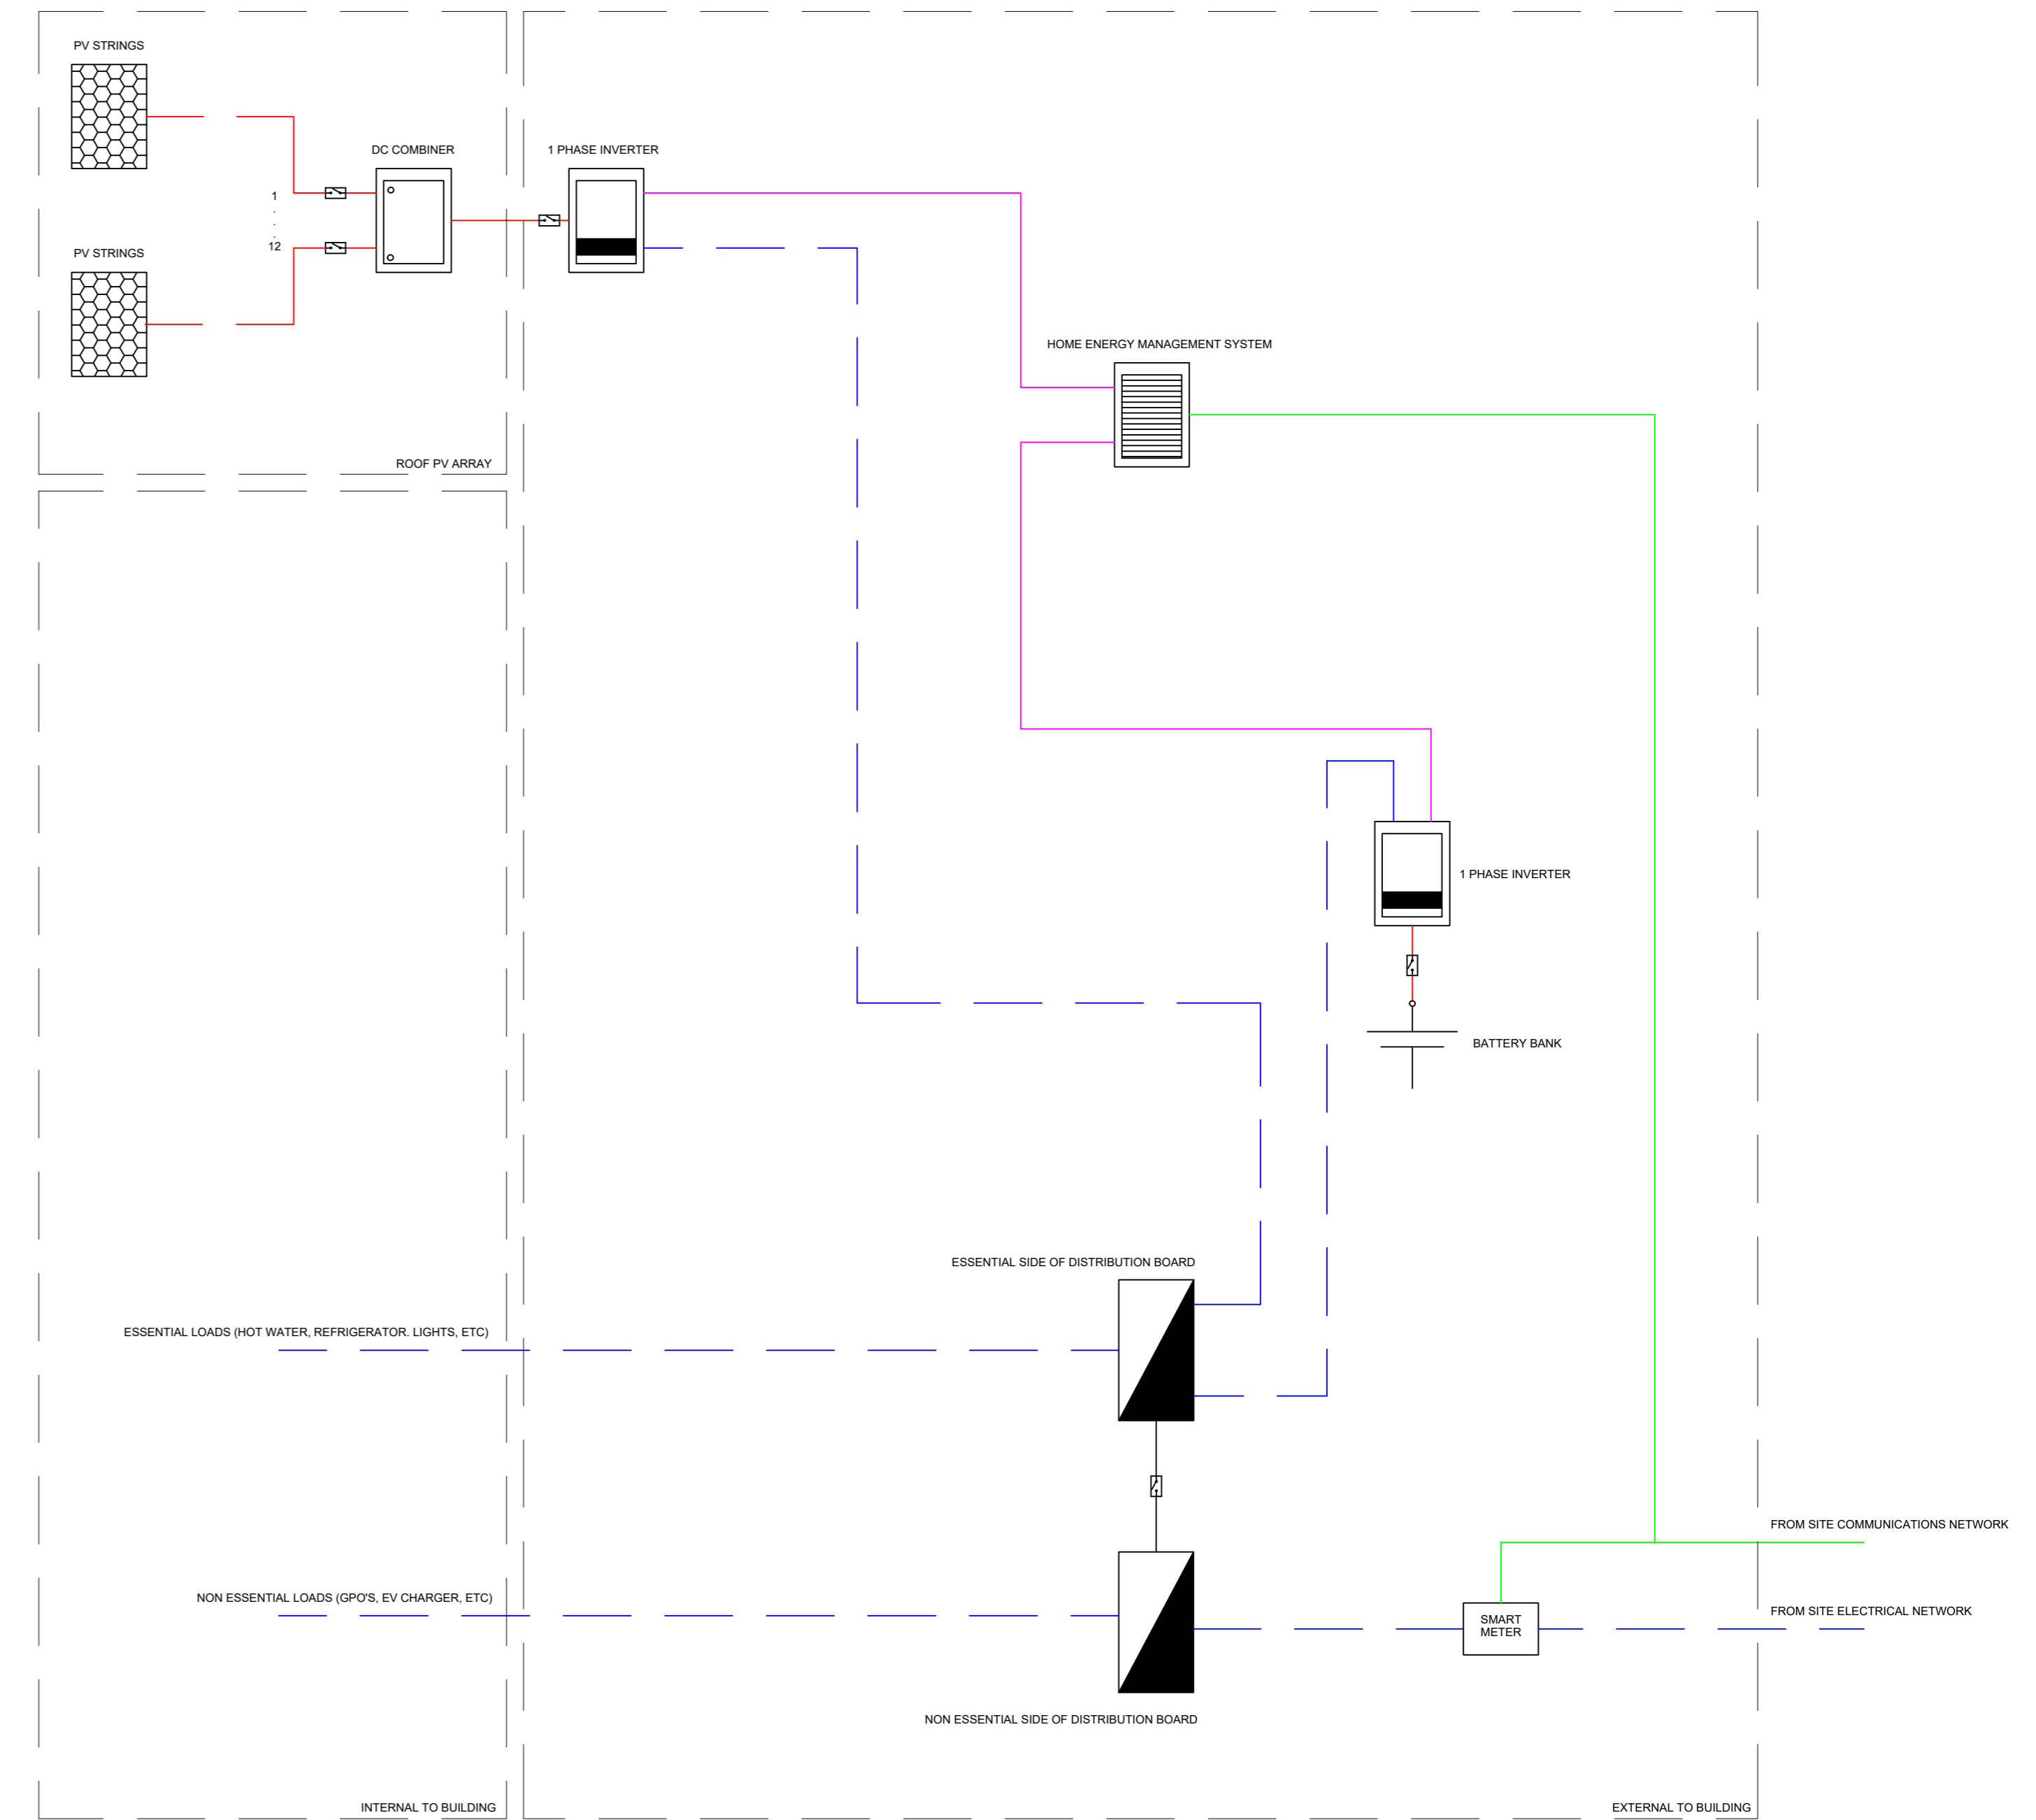 PV STRINGS
DC COMBINER
1 PHASE INVERTER
1
.
.
.
12
PV STRINGS
HOME ENERGY MANAGEMENT SYSTEM
ROOF PV ARRAY
1 PHASE INVERTER
BATTERY BANK
ESSENTIAL SIDE OF DISTRIBUTION BOARD
ESSENTIAL LOADS (HOT WATER, REFRIGERATOR. LIGHTS, ETC)
FROM SITE COMMUNICATIONS NETWORK
NON ESSENTIAL LOADS (GPO'S, EV CHARGER, ETC)
FROM SITE ELECTRICAL NETWORK
SMART
METER
NON ESSENTIAL SIDE OF DISTRIBUTION BOARD
INTERNAL TO BUILDING
EXTERNAL TO BUILDING